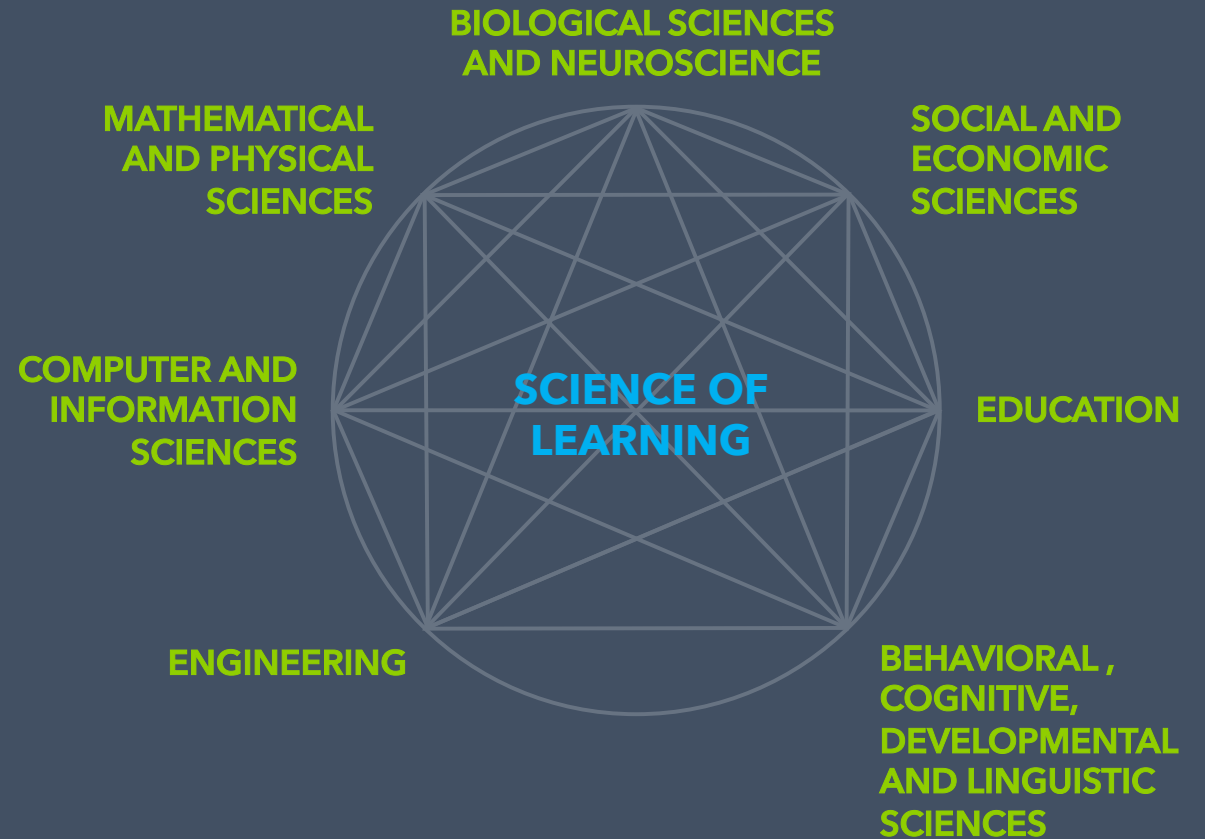 BIOLOGICAL SCIENCES
AND NEUROSCIENCE
MATHEMATICAL
AND PHYSICAL
SCIENCES
SOCIAL AND
ECONOMIC
SCIENCES
COMPUTER AND
INFORMATION
SCIENCES
SCIENCE OF
LEARNING
EDUCATION
ENGINEERING
BEHAVIORAL ,
COGNITIVE,
DEVELOPMENTAL
AND LINGUISTIC
SCIENCES